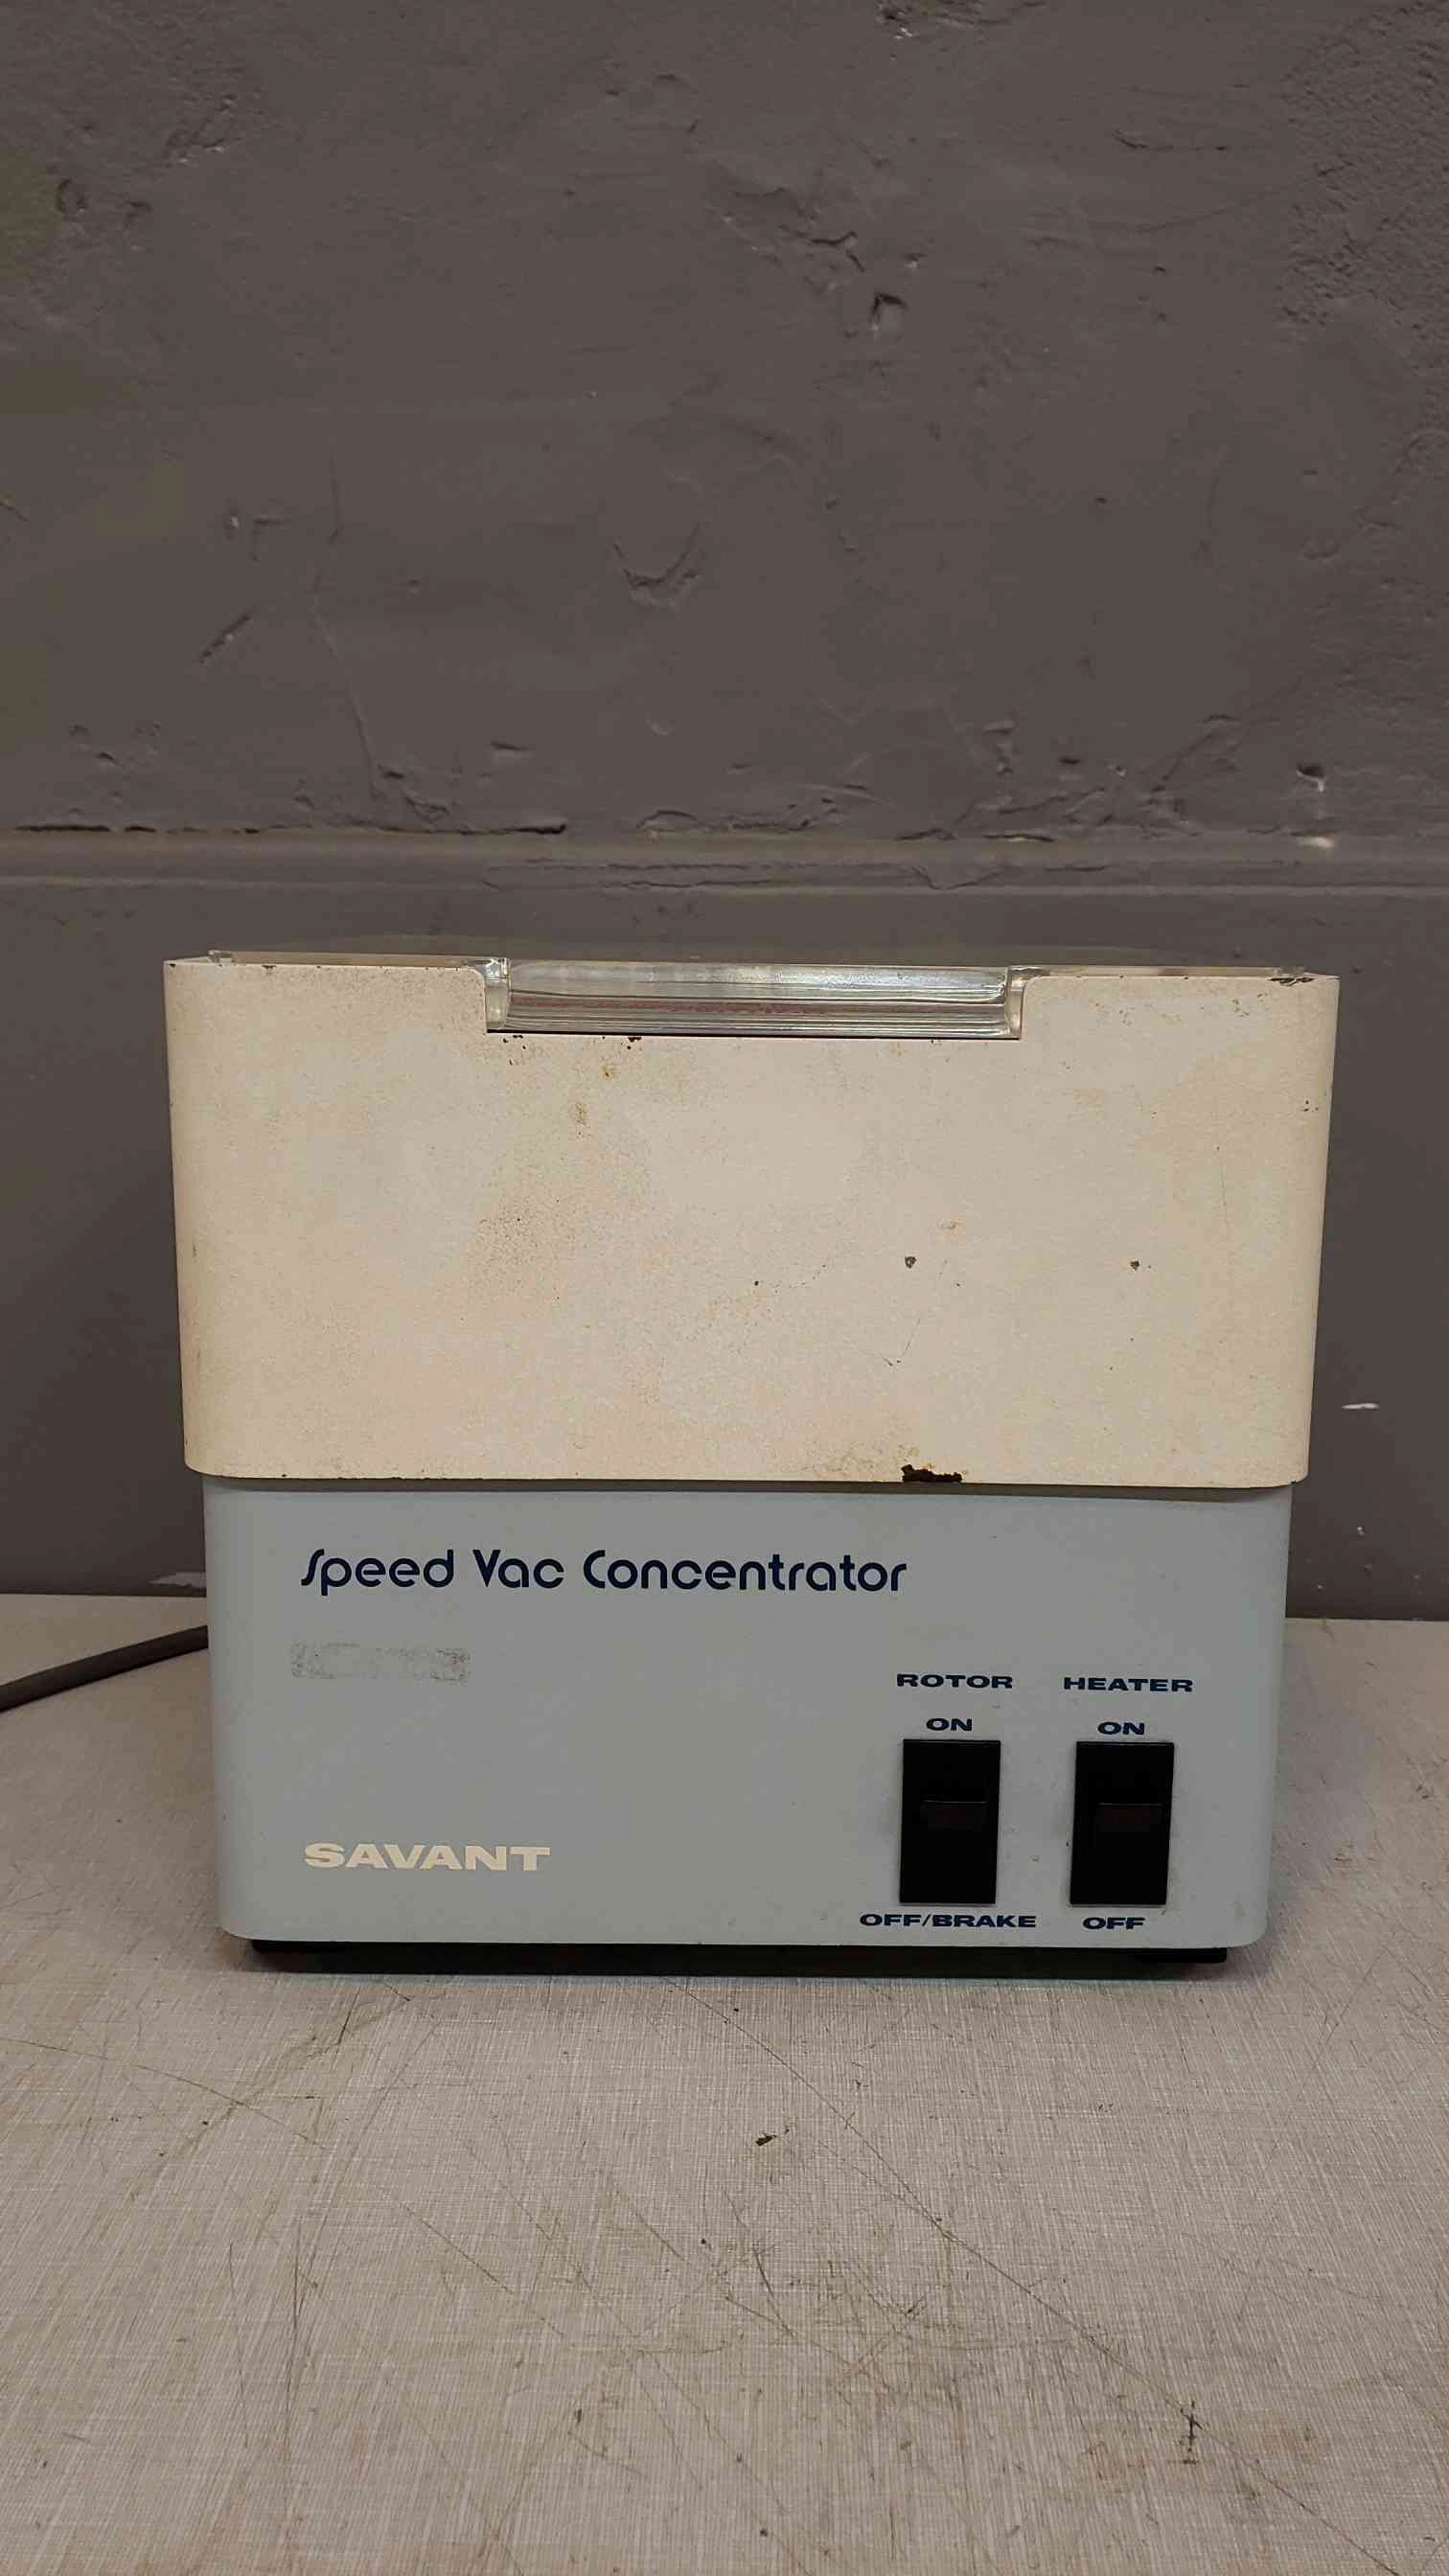 Speed Vac Concentrator
ROTOR HEATER
ON ON
SAVANT
OFF/BRAKE OFF